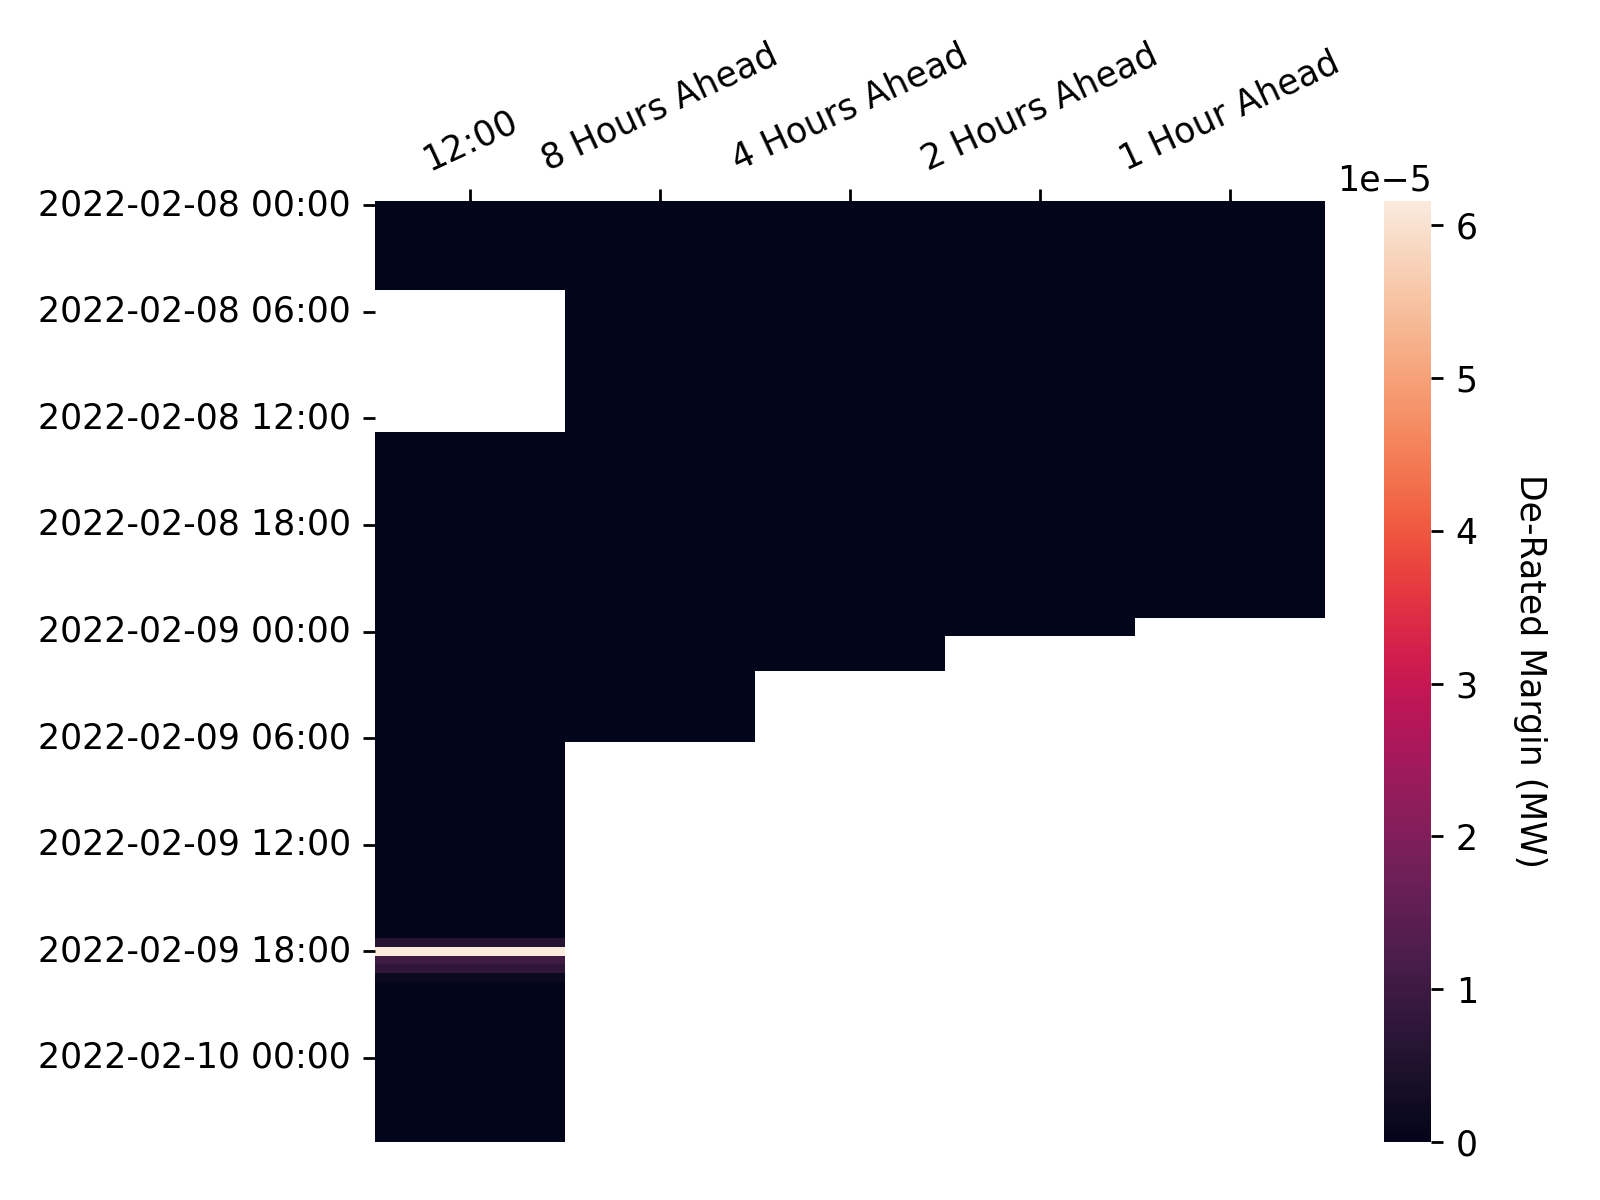 12:00
8 Hours Ahead
4 Hours Ahead
2 Hours Ahead
1 Hour Ahead
1e−5
2022-02-08 00:00
2022-02-08 06:00
2022-02-08 12:00
2022-02-08 18:00
2022-02-09 00:00
2022-02-09 06:00
2022-02-09 12:00
2022-02-09 18:00
2022-02-10 00:00
6
5
4
3
2
1
0
De-Rated Margin (MW)